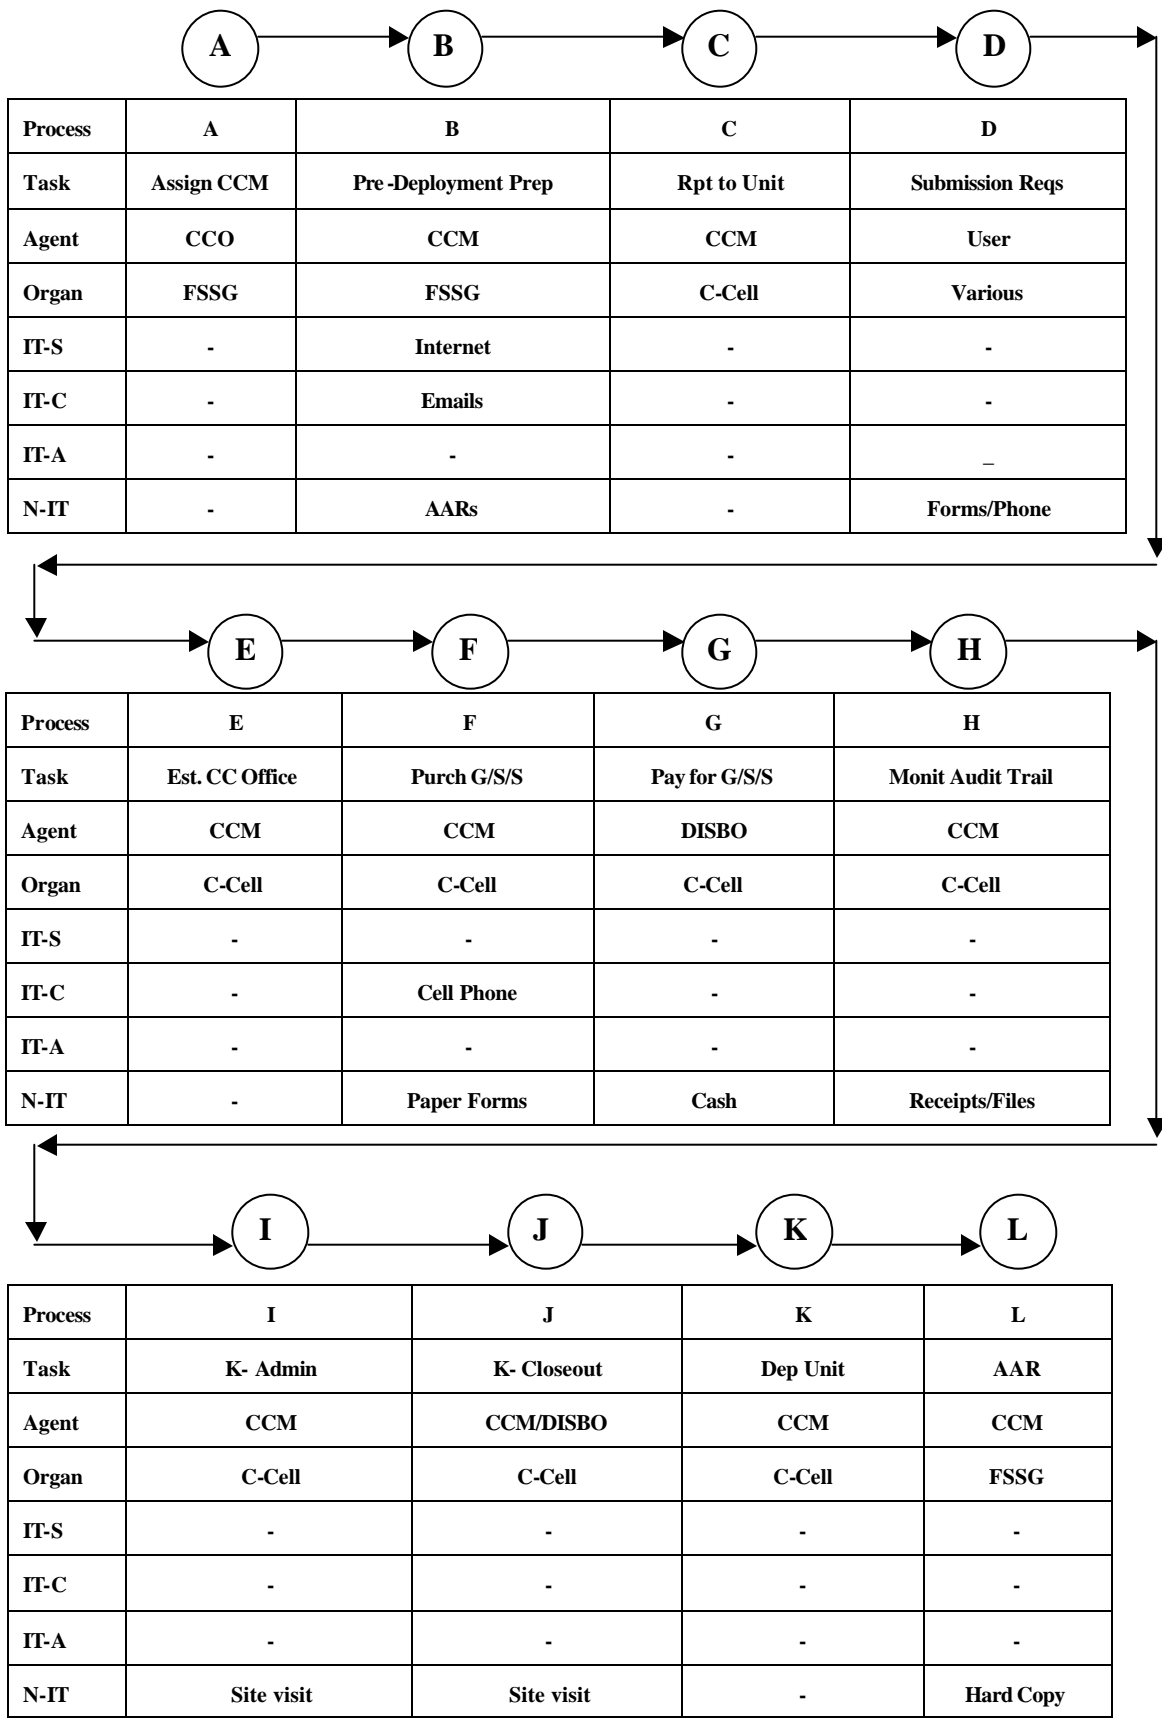 A B C D
Process A B C D
Task Assign CCM Pre -Deployment Prep Rpt to Unit Submission Reqs
Agent CCO CCM CCM User
Organ FSSG FSSG C-Cell Various
IT-S - Internet - -
IT-C - Emails - -
IT-A - - - _
N-IT - AARs - Forms/Phone
E F G H
Process E F G H
Task Est. CC Office Purch G/S/S Pay for G/S/S Monit Audit Trail
Agent CCM CCM DISBO CCM
Organ C-Cell C-Cell C-Cell C-Cell
IT-S - - - -
IT-C - Cell Phone - -
IT-A - - - -
N-IT - Paper Forms Cash Receipts/Files
I J K L
Process I J K L
Task K- Admin K- Closeout Dep Unit AAR
Agent CCM CCM/DISBO CCM CCM
Organ C-Cell C-Cell C-Cell FSSG
IT-S - - - -
IT-C - - - -
IT-A - - - -
N-IT Site visit Site visit - Hard Copy